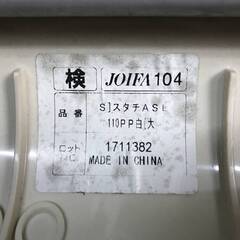 検 JOIFA 104
品番 S]スタチASE
110PP白[大
ロット 1711382
MADE IN CHINA